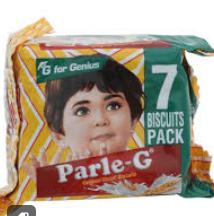 G for Genius
7
BISCUITS
PACK
Parle-G®